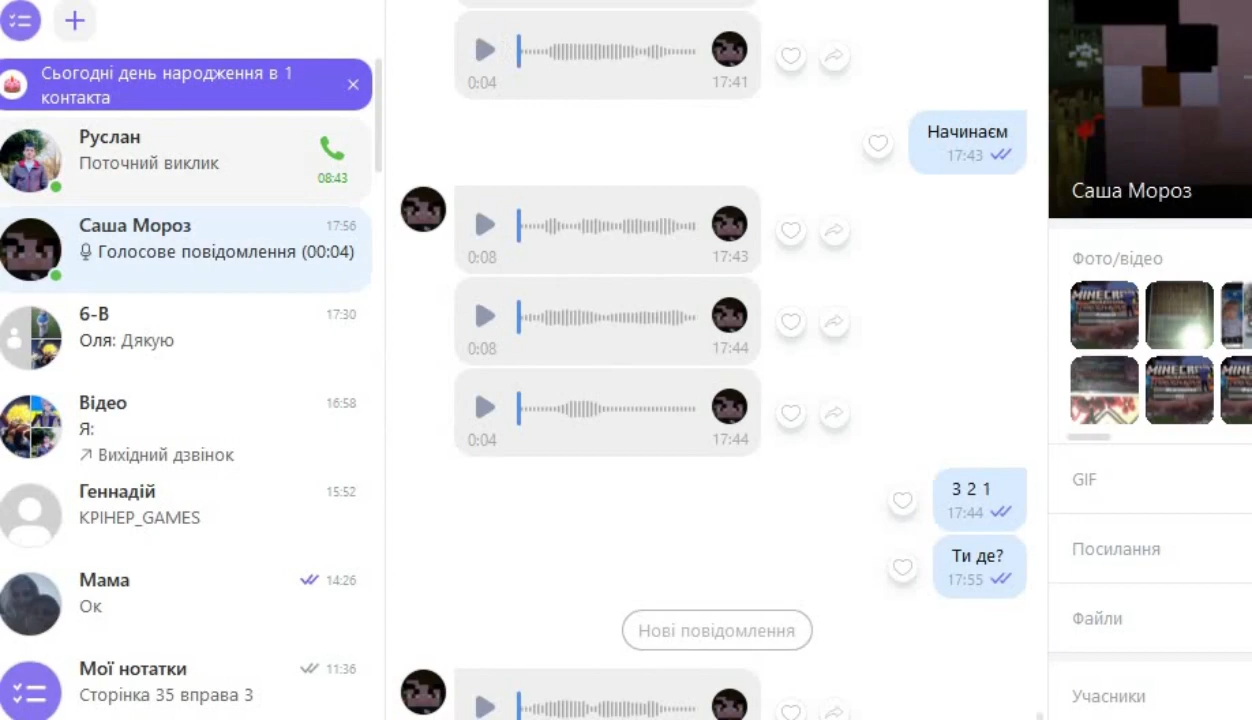 Сьогодні день народження в 1
контакта
Руслан
Поточний виклик
08:43
Саша Мороз
17:56
Голосове повідомлення (00:04)
6-В
17:30
Оля: Дякую
Відео
16:58
Я:
Вихідний дзвінок
Геннадій
15:52
KPIHEP_GAMES
Мама
14:26
Ок
Мої нотатки
11:36
Сторінка 35 вправа 3
0:04
17:41
Начинаєм
17:43
0:08
17:43
0:08
17:44
0:04
17:44
3 2 1
17:44
Ти де?
17:55
Нові повідомлення
Саша Мороз
Фото/відео
GIF
Посилання
Файли
Учасники